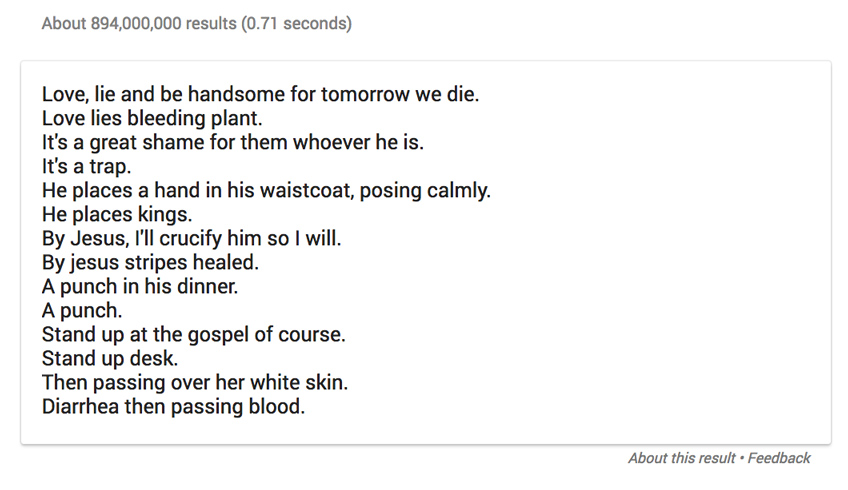 About 894,000,000 results (0.71 seconds)
Love, lie and be handsome for tomorrow we die.
Love lies bleeding plant.
It's a great shame for them whoever he is.
It's a trap.
He places a hand in his waistcoat, posing calmly.
He places kings.
By Jesus, I'll crucify him so I will.
By jesus stripes healed.
A punch in his dinner.
A punch.
Stand up at the gospel of course.
Stand up desk.
Then passing over her white skin.
Diarrhea then passing blood.
About this result • Feedback